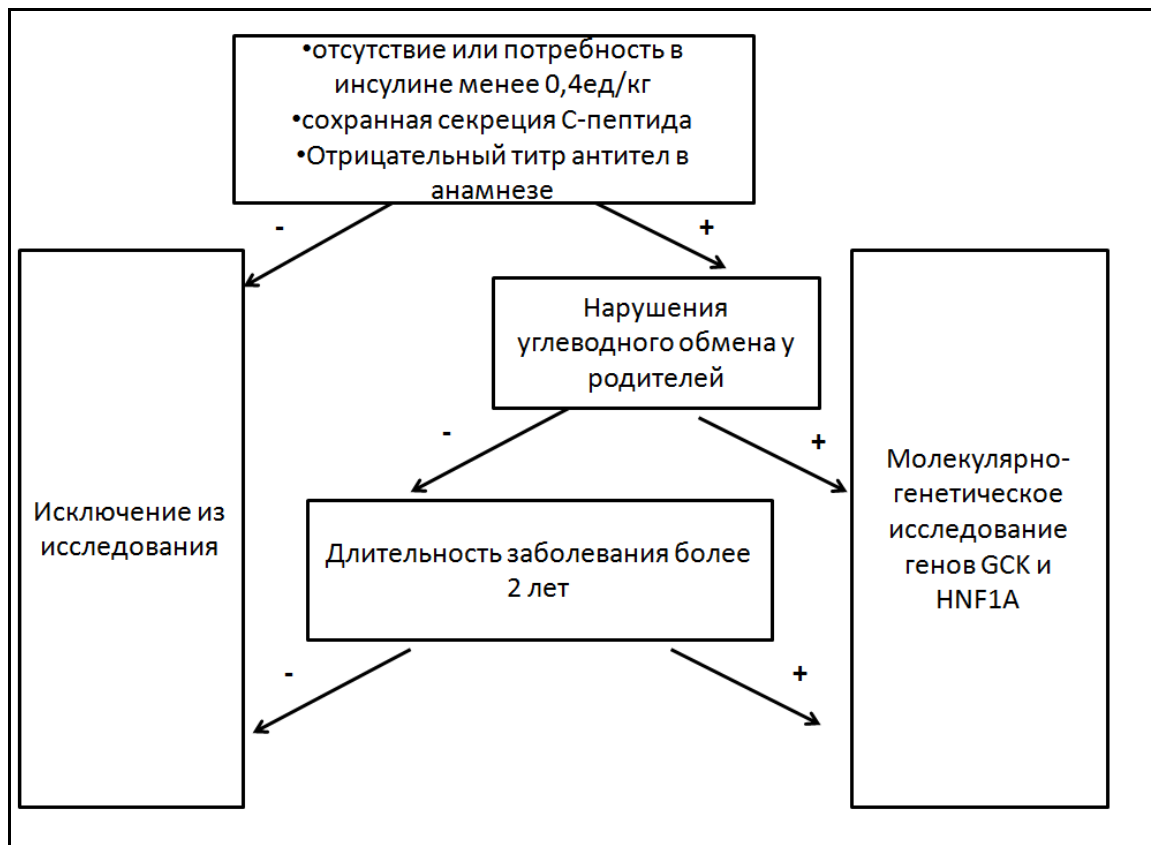 •отсутствие или потребность в
инсулине менее 0,4ед/кг
•сохранная секреция С-пептида
•Отрицательный титр антител в
анамнезе
-
+
Нарушения
углеводного обмена у
родителей
-
+
Молекулярно-
генетическое
исследование
генов GCK и
HNF1A
Исключение из
исследования
Длительность заболевания более
2 лет
-
+